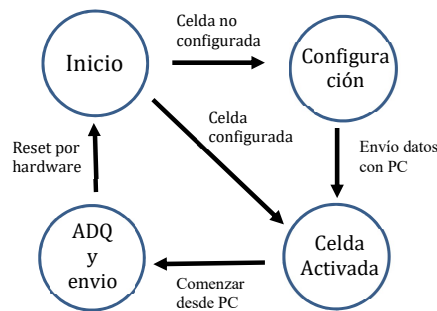 Celda no
configurada
Inicio
Configura
ción
Celda
configurada
Reset por
hardware
Envío datos
con PC
ADQ
y
envio
Celda
Activada
Comenzar
desde PC